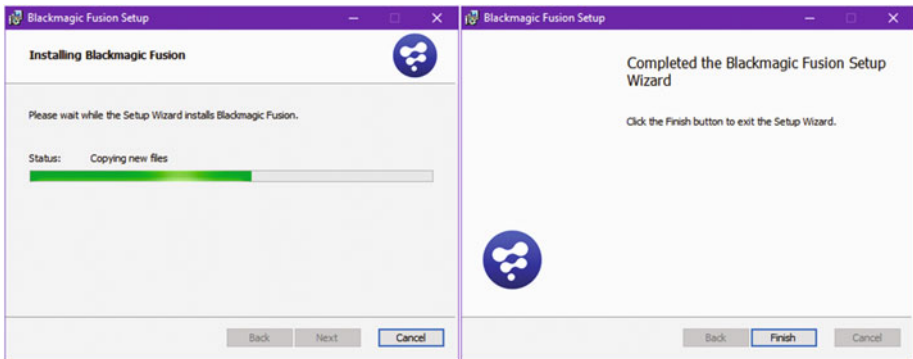 Blackmagic Fusion Setup
Installing Blackmagic Fusion
Please wait while the Setup Wizard installs Blackmagic Fusion.
Status: Copying new files
Back Next Cancel
Blackmagic Fusion Setup
Completed the Blackmagic Fusion Setup
Wizard
Click the Finish button to exit the Setup Wizard.
Back Finish Cancel